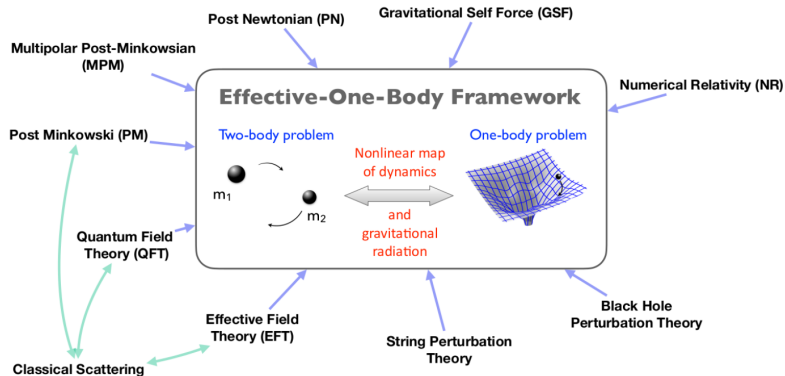 Post Newtonian (PN)
Gravitational Self Force (GSF)
Multipolar Post-Minkowsian
(MPM)
Numerical Relativity (NR)
Effective-One-Body Framework
Post Minkowski (PM)
Two-body problem
One-body problem
Nonlinear map
of dynamics
m1
m2
and
gravitational
radiation
Quantum Field
Theory (QFT)
Effective Field
Theory (EFT)
String Perturbation
Theory
Black Hole
Perturbation Theory
Classical Scattering